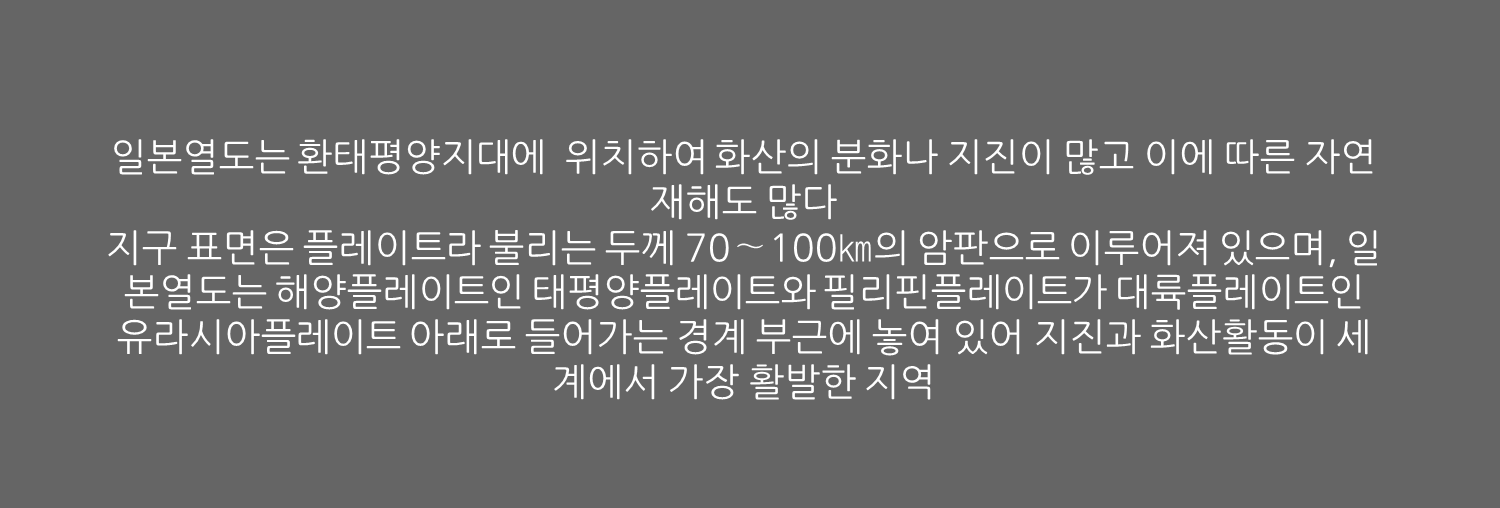 일본열도는 환태평양지대에  위치하여 화산의 분화나 지진이 많고 이에 따른 자연
재해도 많다
지구 표면은 플레이트라 불리는 두께 70～100㎞의 암판으로 이루어져 있으며, 일
본열도는 해양플레이트인 태평양플레이트와 필리핀플레이트가 대륙플레이트인
유라시아플레이트 아래로 들어가는 경계 부근에 놓여 있어 지진과 화산활동이 세
계에서 가장 활발한 지역